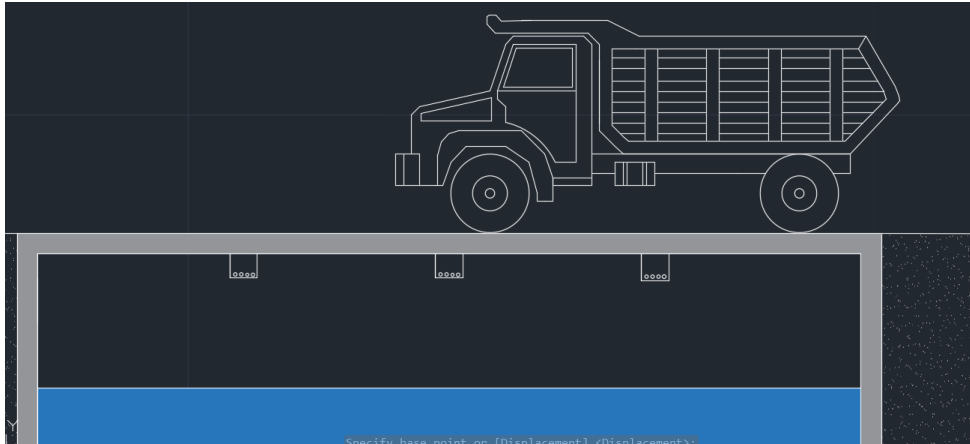 Y
Specify base point or [Displacement] <Displacement>: